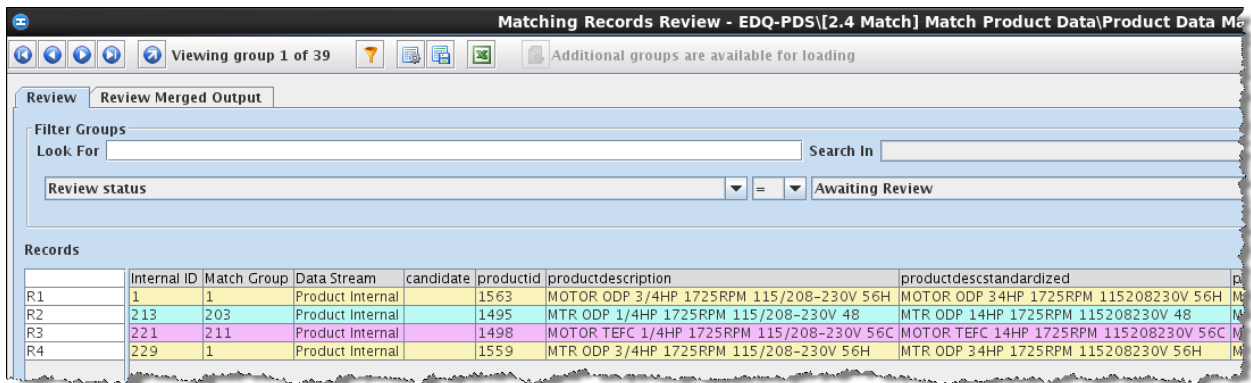 Matching Records Review - EDQ-PDS\[2.4 Match] Match Product Data\Product Data Ma
Viewing group 1 of 39 Additional groups are available for loading
Review Review Merged Output
Filter Groups
Look For Search In
Review status = Awaiting Review
Records
Internal ID Match Group Data Stream candidate productid productdescription productdescstandardized p
R1 1 1 Product Internal 1563 MOTOR ODP 3/4HP 1725RPM 115/208-230V 56H MOTOR ODP 34HP 1725RPM 115208230V 56H M
R2 213 203 Product Internal 1495 MTR ODP 1/4HP 1725RPM 115/208-230V 48 MTR ODP 14HP 1725RPM 115208230V 48 M
R3 221 211 Product Internal 1498 MOTOR TEFC 1/4HP 1725RPM 115/208-230V 56C MOTOR TEFC 14HP 1725RPM 115208230V 56C M
R4 229 1 Product Internal 1559 MTR ODP 3/4HP 1725RPM 115/208-230V 56H MTR ODP 34HP 1725RPM 115208230V 56H M